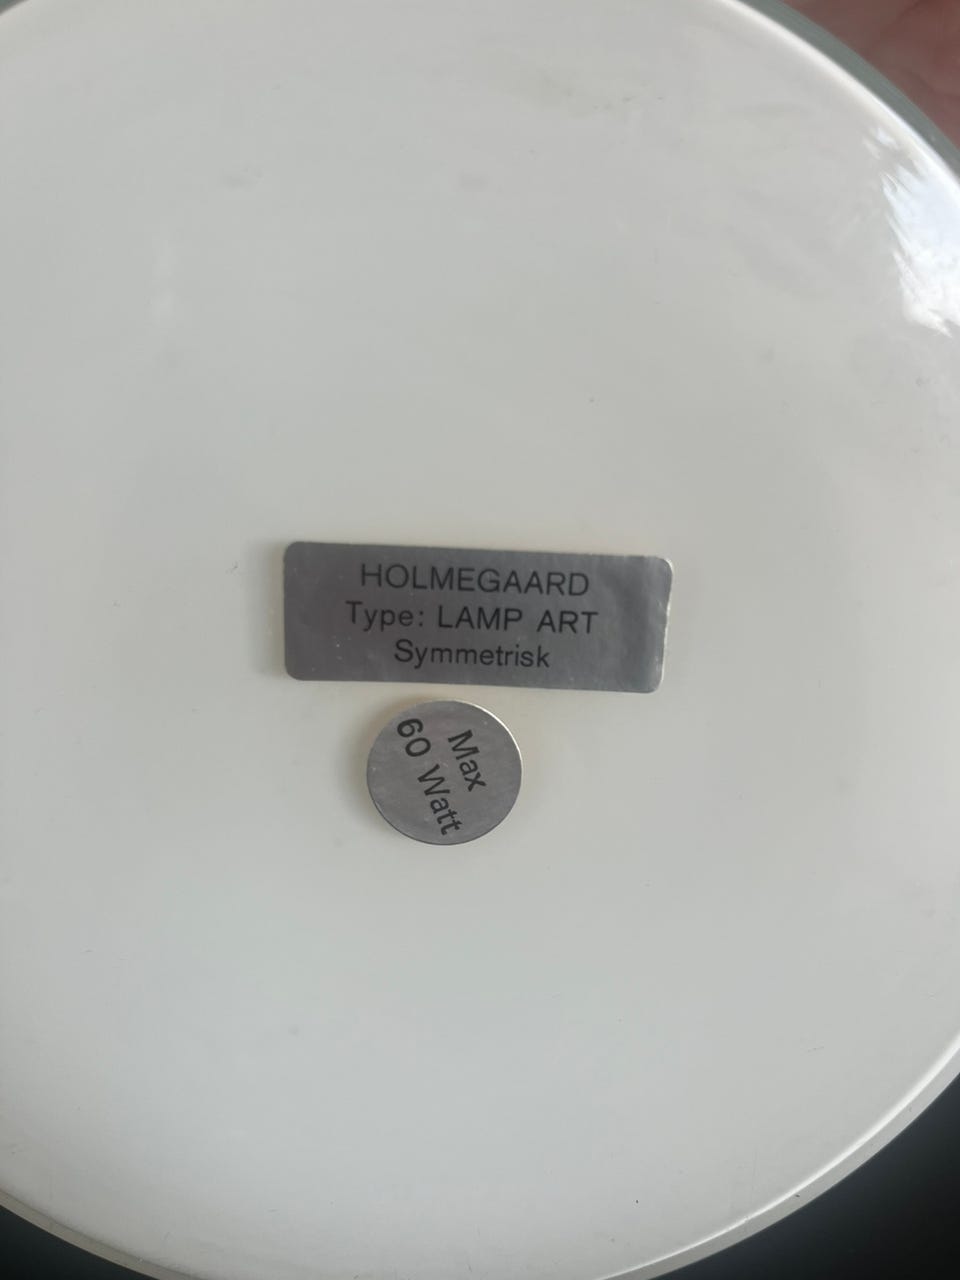 HOLMEGAARD
Type: LAMP ART
Symmetrisk
Max
60 Watt